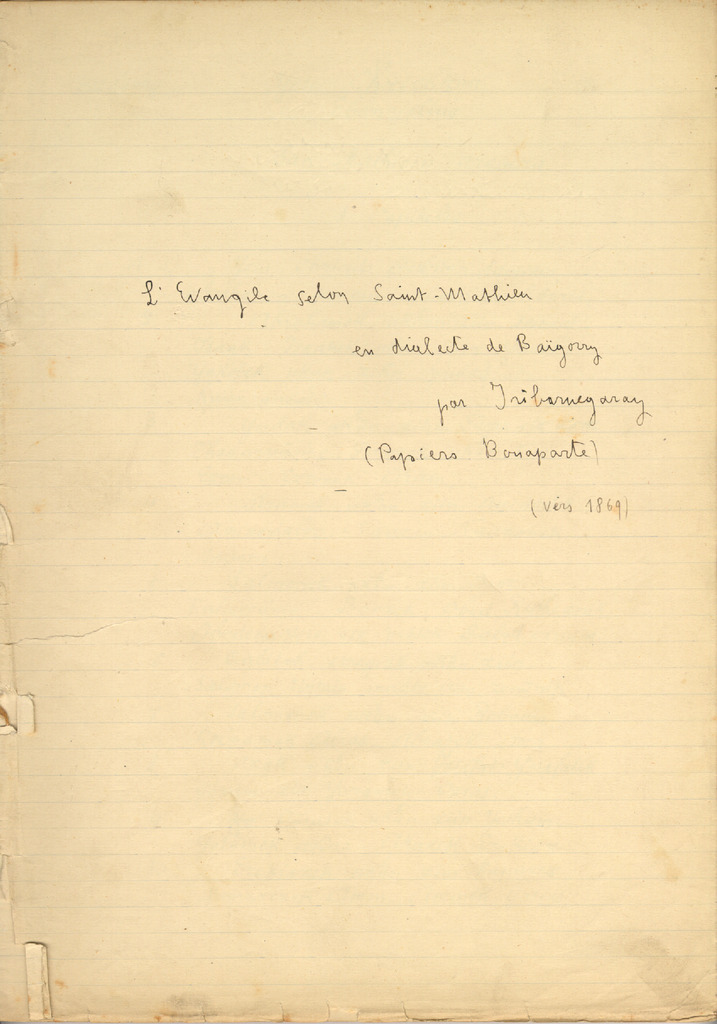 L'Evangile selon Saint-Mathieu
en dialecte de Baïgorry
par Iribarnegaray
(Papiers Bonaparte)
(vers 1869)